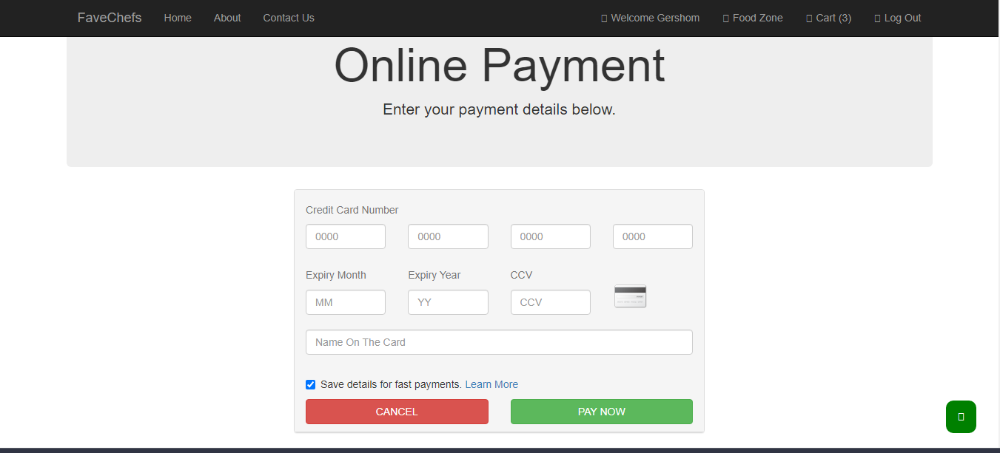 FaveChefs Home About Contact Us Welcome Gershom Food Zone Cart (3) Log Out
Online Payment
Enter your payment details below.
Credit Card Number
0000 0000 0000 0000
Expiry Month Expiry Year CCV
MM YY CCV
Name On The Card
Save details for fast payments. Learn More
CANCEL PAY NOW